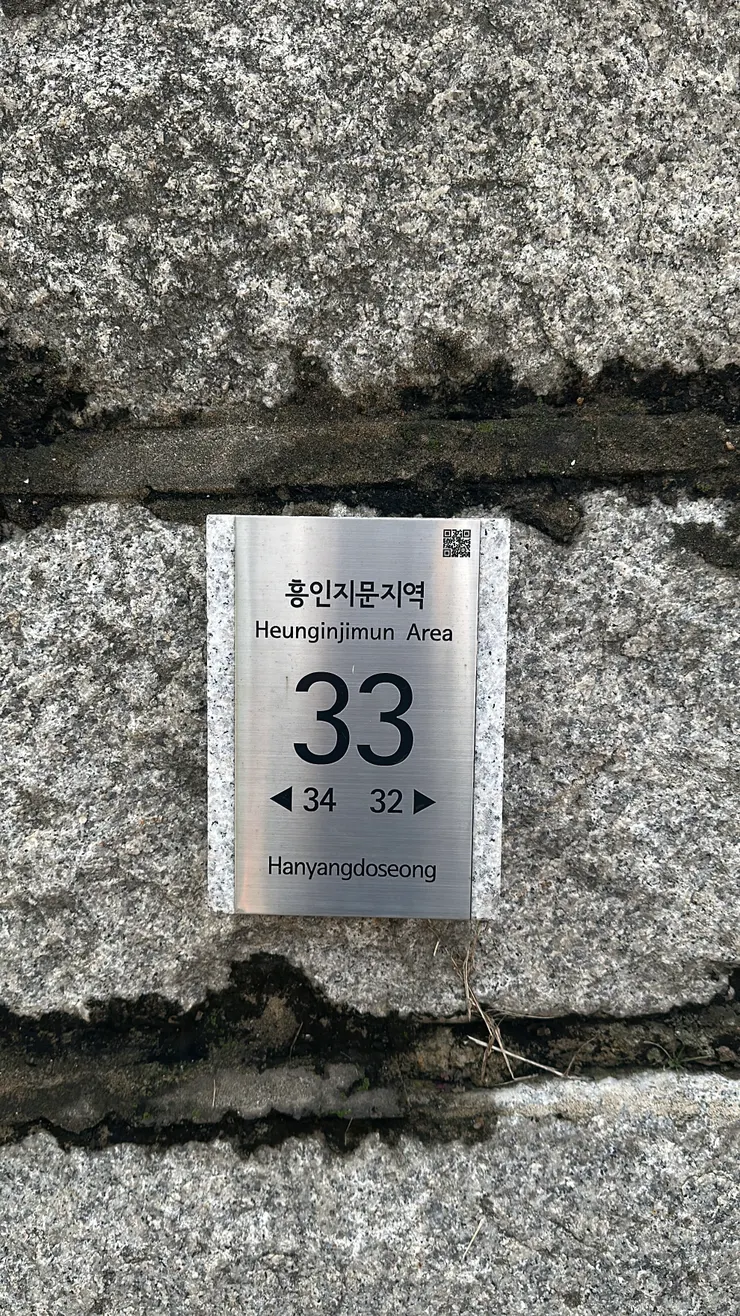 흥인지문지역
Heunginjimun Area
33
◀34 32▶
Hanyangdoseong